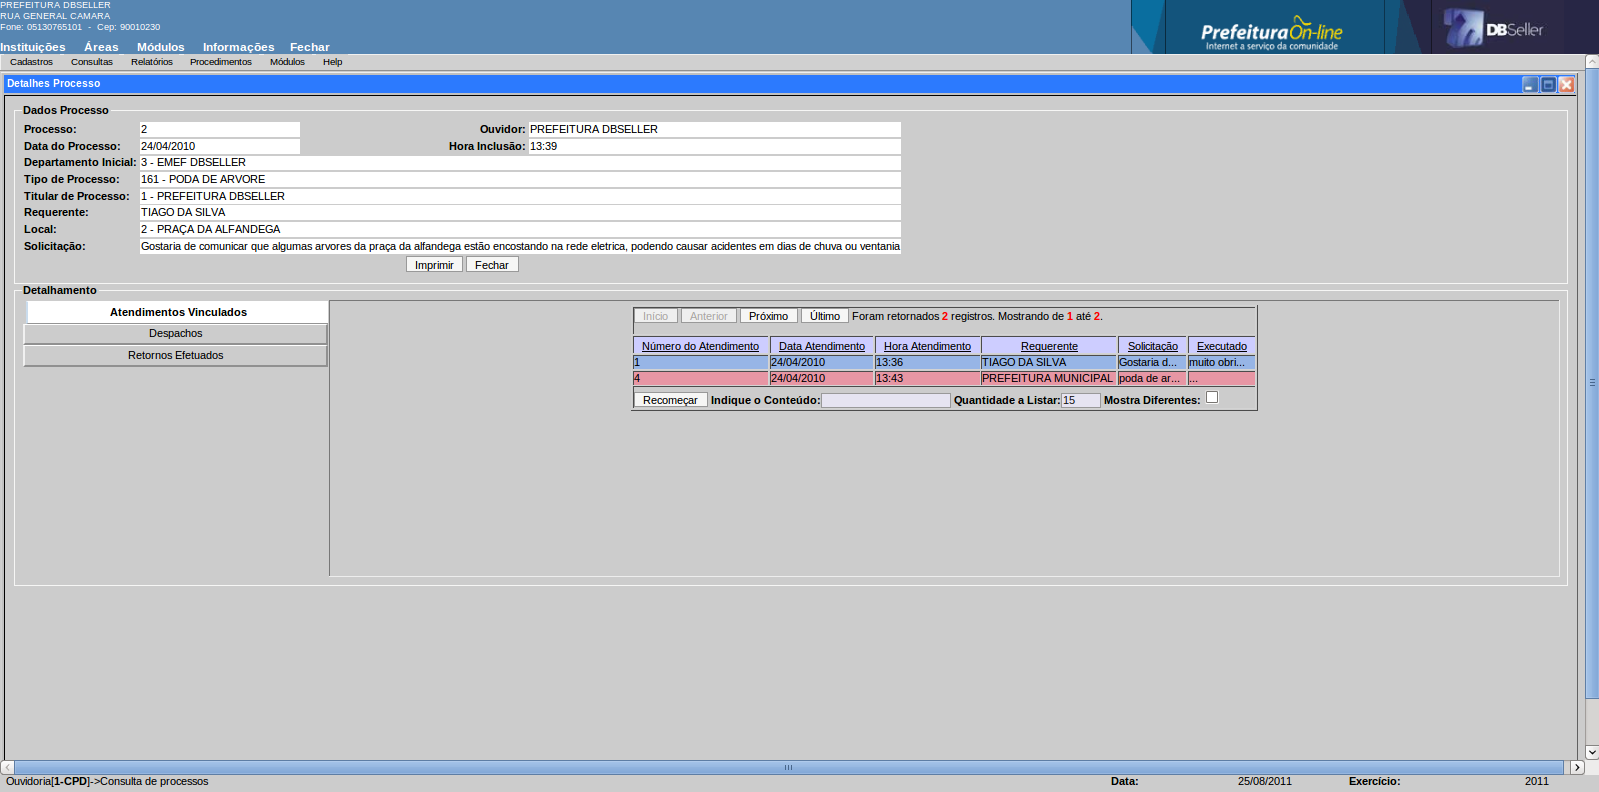 PREFEITURA DBSELLER
RUA GENERAL CAMARA
Fone: 05130765101 - Cep: 90010230
Prefeitura On-line
Internet a serviço da comunidade
DBSeller
Instituições Áreas Módulos Informações Fechar
Cadastros Consultas Relatórios Procedimentos Módulos Help
Detalhes Processo
Dados Processo
Processo: 2 Ouvidor: PREFEITURA DBSELLER
Data do Processo: 24/04/2010 Hora Inclusão: 13:39
Departamento Inicial: 3 - EMEF DBSELLER
Tipo de Processo: 161 - PODA DE ARVORE
Titular de Processo: 1 - PREFEITURA DBSELLER
Requerente: TIAGO DA SILVA
Local: 2 - PRAÇA DA ALFANDEGA
Solicitação: Gostaria de comunicar que algumas arvores da praça da alfandega estão encostando na rede eletrica, podendo causar acidentes em dias de chuva ou ventania
Imprimir Fechar
Detalhamento
Atendimentos Vinculados
Despachos
Retornos Efetuados
Início Anterior Próximo Último Foram retornados 2 registros. Mostrando de 1 até 2.
Número do Atendimento Data Atendimento Hora Atendimento Requerente Solicitação Executado
1 24/04/2010 13:36 TIAGO DA SILVA Gostaria d... muito obri...
4 24/04/2010 13:43 PREFEITURA MUNICIPAL poda de ar... ...
Recomeçar Indique o Conteúdo: Quantidade a Listar: 15 Mostra Diferentes:
Ouvidoria[1-CPD]->Consulta de processos Data: 25/08/2011 Exercício: 2011